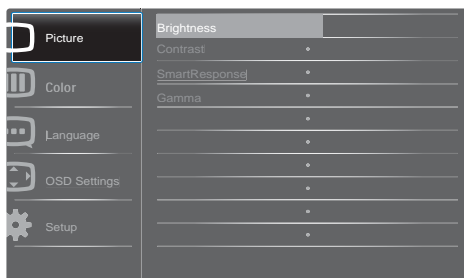 Picture
Color
Language
OSD Settings
Setup
Brightness
Contrast
SmartResponse
Gamma